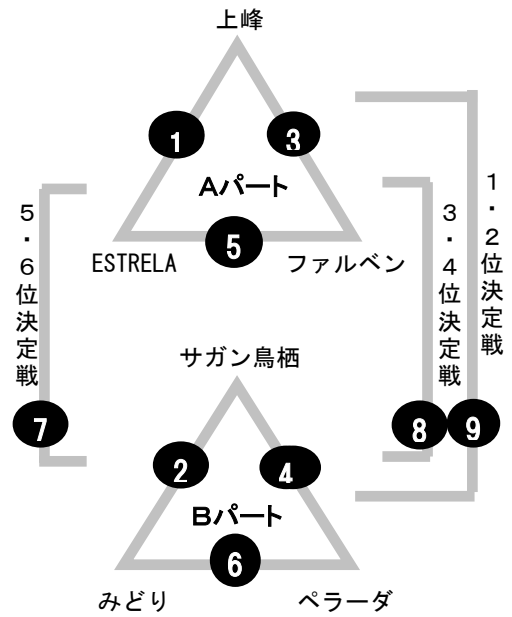 上峰
1
3
Aパート
5
ESTRELA
ファルベン
5・6位決定戦
3・4位決定戦
1・2位決定戦
サガン鳥栖
7
8
9
2
4
Bパート
6
みどり
ペラーダ